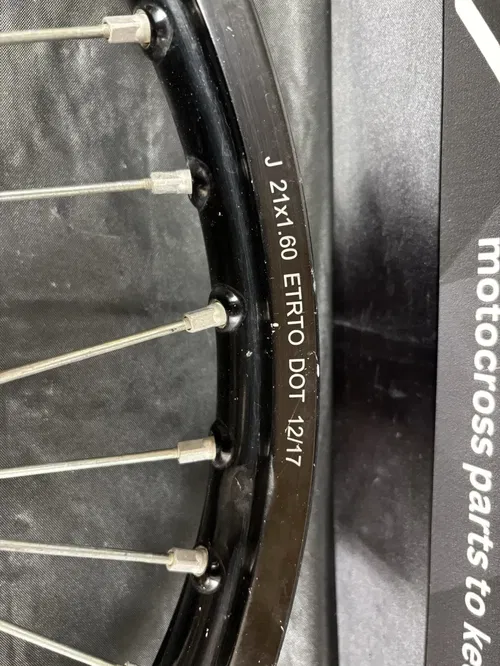 J 21x1.60 ETRTO DOT 12/17
motocross parts to ke